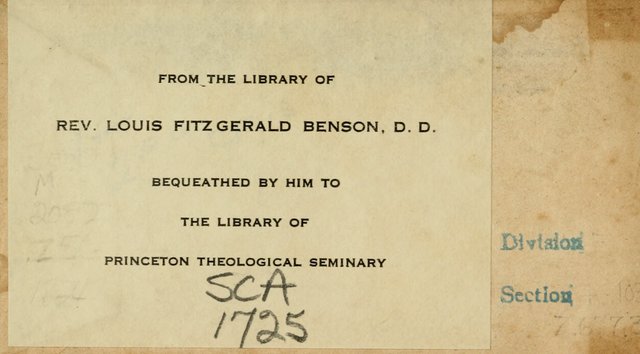 FROM THE LIBRARY OF
REV. LOUIS FITZGERALD BENSON, D. D.
BEQUEATHED BY HIM TO
THE LIBRARY OF
PRINCETON THEOLOGICAL SEMINARY
SCA
1725
Division
Section